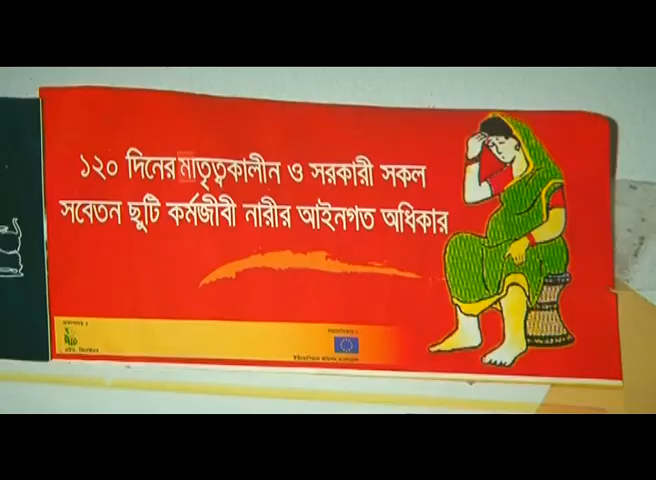 ১২০ দিনের মাতৃত্বকালীন ও সরকারী সকল
সবেতন ছুটি কর্মজীবী নারীর আইনগত অধিকার